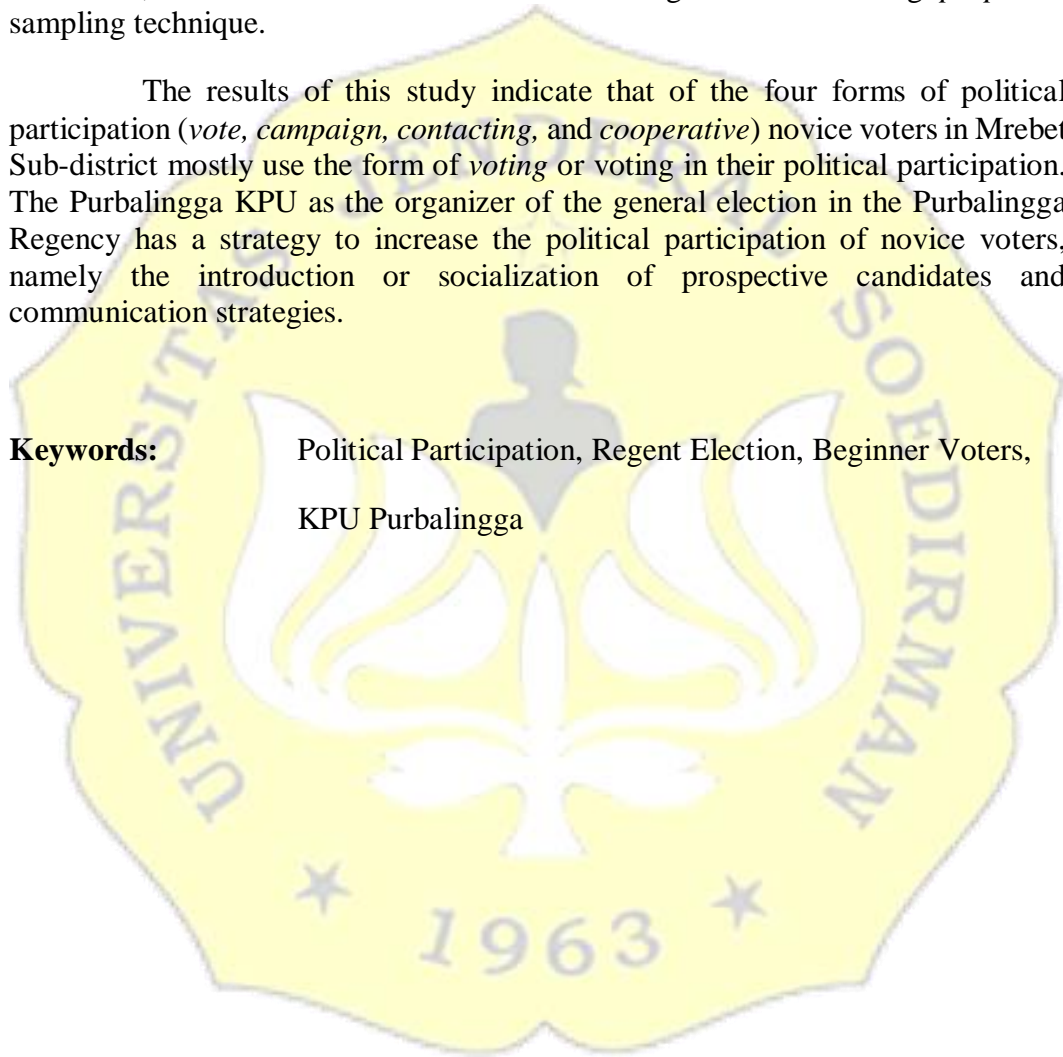 sampling technique.
The results of this study indicate that of the four forms of political
participation (vote, campaign, contacting, and cooperative) novice voters in Mrebet
Sub-district mostly use the form of voting or voting in their political participation.
The Purbalingga KPU as the organizer of the general election in the Purbalingga
Regency has a strategy to increase the political participation of novice voters,
namely the introduction or socialization of prospective candidates and
communication strategies.
Keywords: Political Participation, Regent Election, Beginner Voters,
KPU Purbalingga
UNIVERSITAS JENDERAL SOEDIRMAN
1963